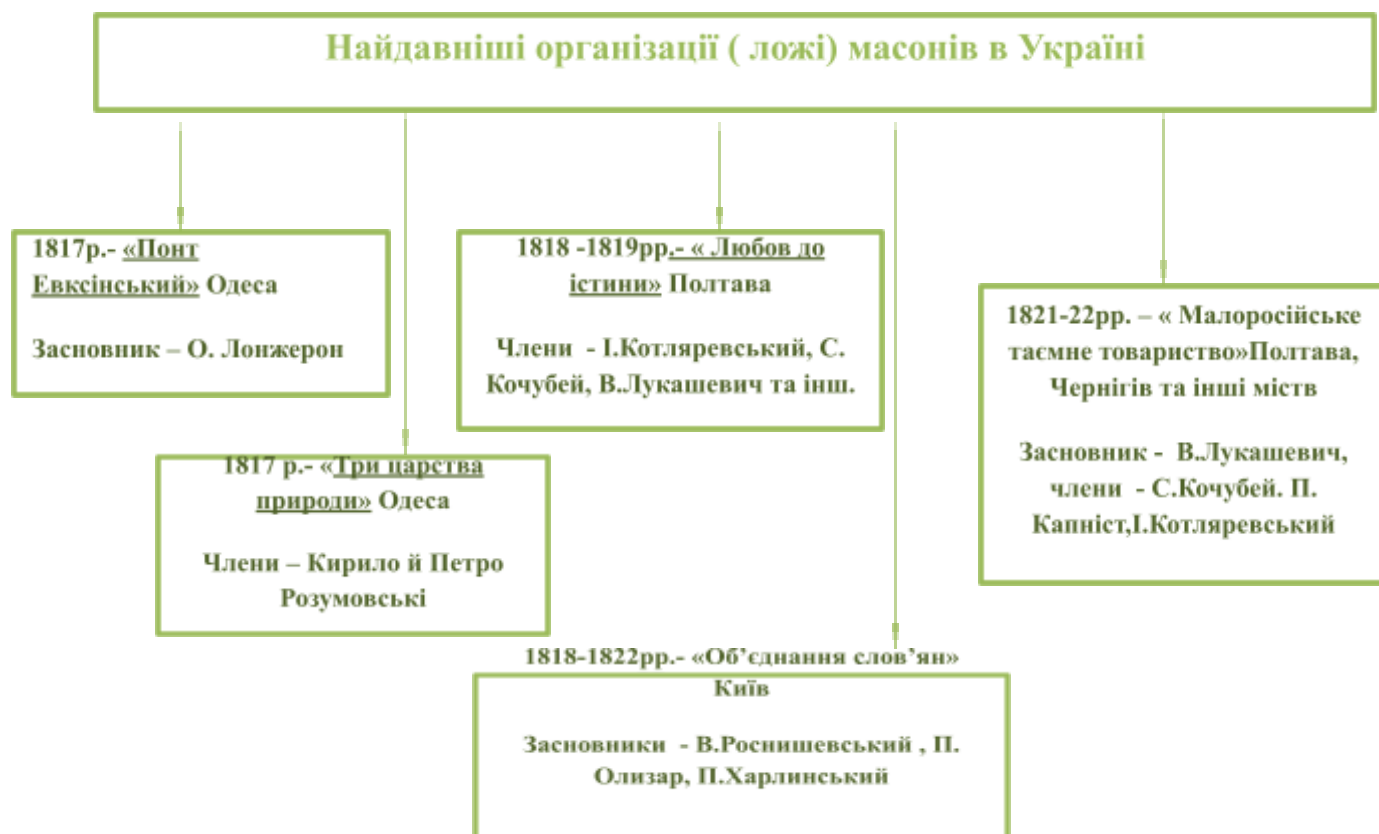 Найдавніші організації ( ложі) масонів в Україні
1817р.- «Понт
Евксінський» Одеса
Засновник – О. Лонжерон
1817 р.- «Три царства
природи» Одеса
Члени – Кирило й Петро
Розумовські
1818 -1819рр.- « Любов до
істини» Полтава
Члени - І.Котляревський, С.
Кочубей, В.Лукашевич та інш.
1818-1822рр.- «Об’єднання слов’ян»
Київ
Засновники - В.Роснишевський , П.
Олизар, П.Харлинський
1821-22рр. – « Малоросійське
таємне товариство»Полтава,
Чернігів та інші міств
Засновник - В.Лукашевич,
члени - С.Кочубей. П.
Капніст,І.Котляревський